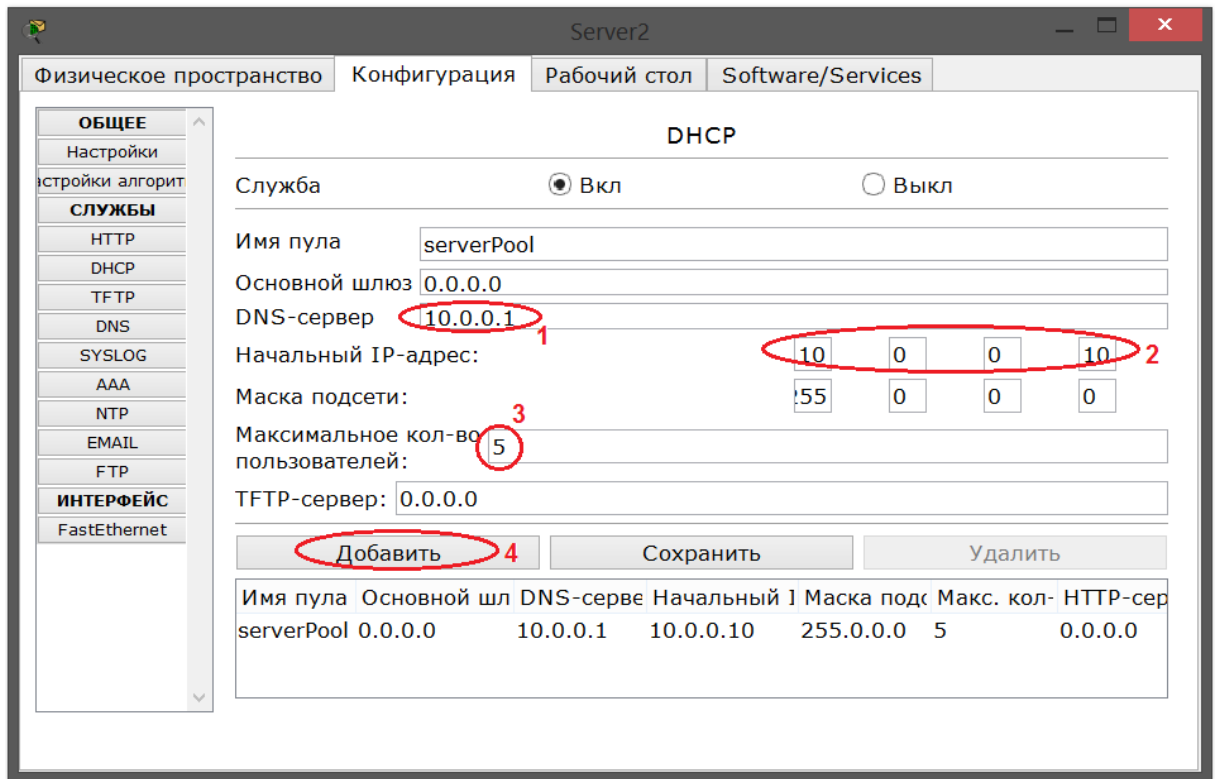 Server2
Физическое пространство Конфигурация Рабочий стол Software/Services
ОБЩЕЕ
Настройки
астройки алгорит
СЛУЖБЫ
HTTP
DHCP
TFTP
DNS
SYSLOG
AAA
NTP
EMAIL
FTP
ИНТЕРФЕЙС
FastEthernet
DHCP
Служба Вкл Выкл
Имя пула serverPool
Основной шлюз 0.0.0.0
DNS-сервер 10.0.0.1 1
Начальный IP-адрес: 10 0 0 10 2
Маска подсети: 255 0 0 0
Максимальное кол-во 3
пользователей: 5
TFTP-сервер: 0.0.0.0
Добавить 4 Сохранить Удалить
Имя пула Основной шл DNS-серве Начальный I Маска подс Макс. кол- HTTP-сер
serverPool 0.0.0.0 10.0.0.1 10.0.0.10 255.0.0.0 5 0.0.0.0